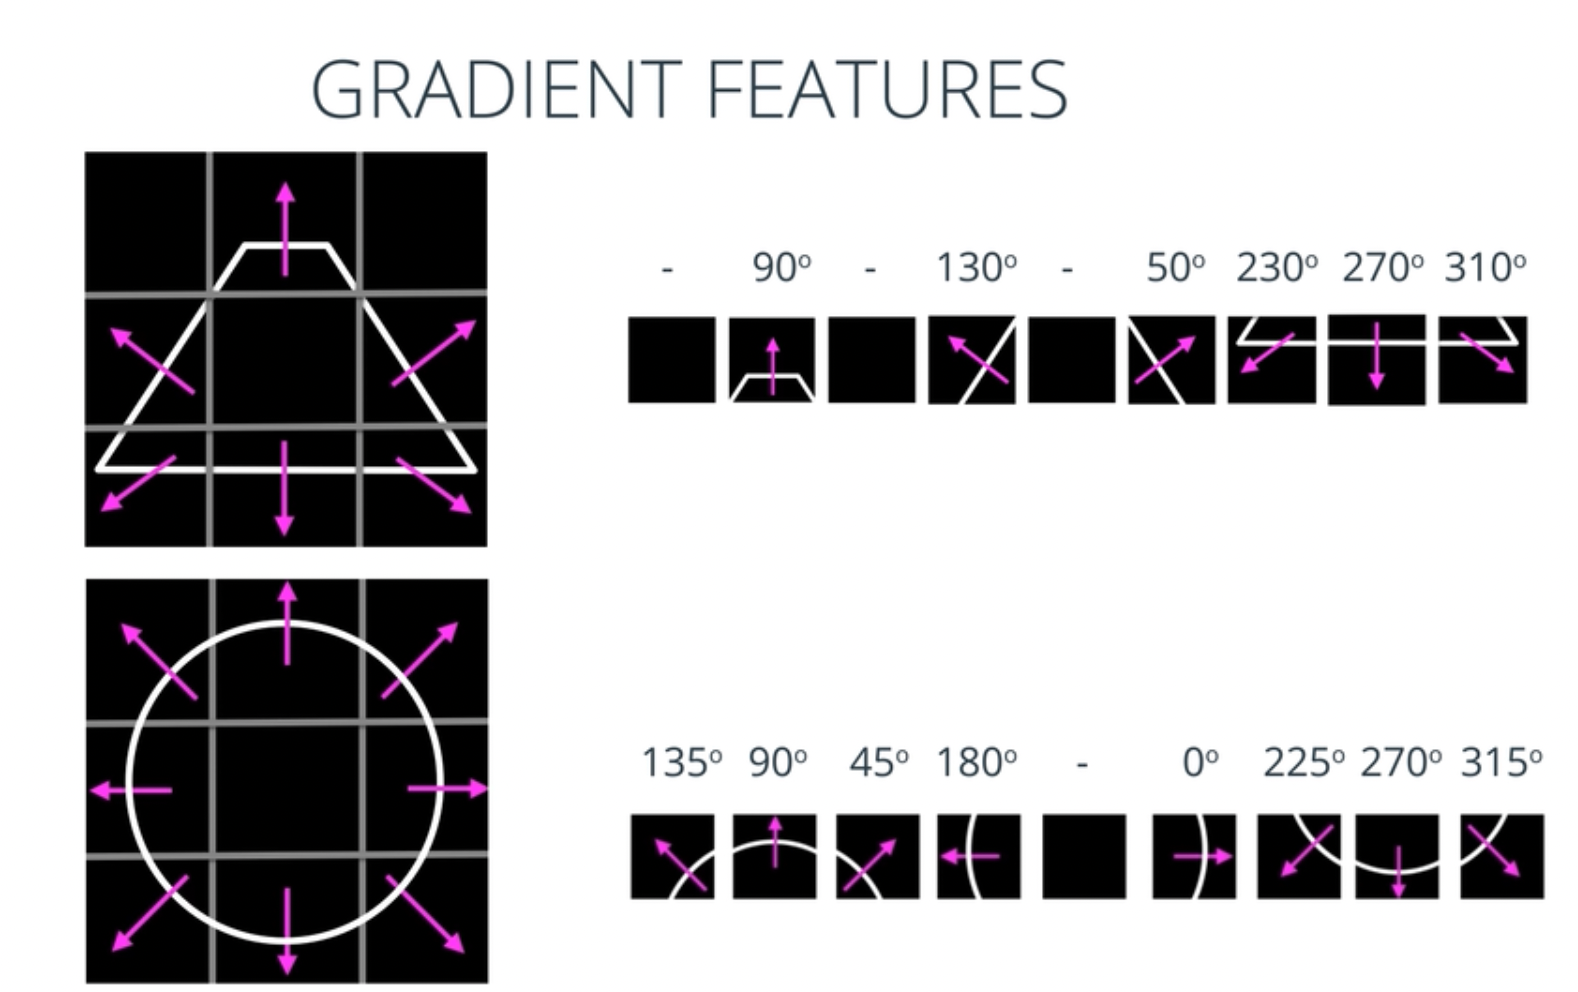 GRADIENT FEATURES
- 90º - 130º - 50º 230º 270º 310º
135º 90º 45º 180º - 0º 225º 270º 315º